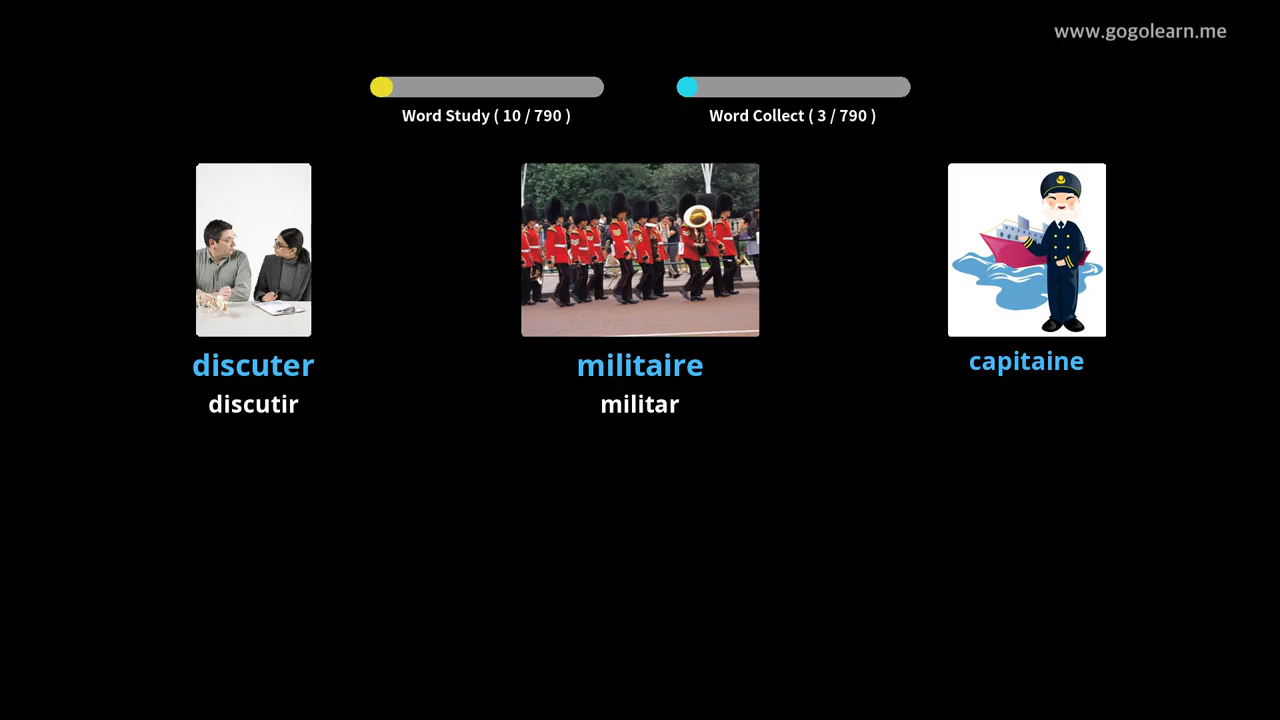 www.gogolearn.me
Word Study ( 10 / 790 )
Word Collect ( 3 / 790 )
discuter
discutir
militaire
militar
capitaine